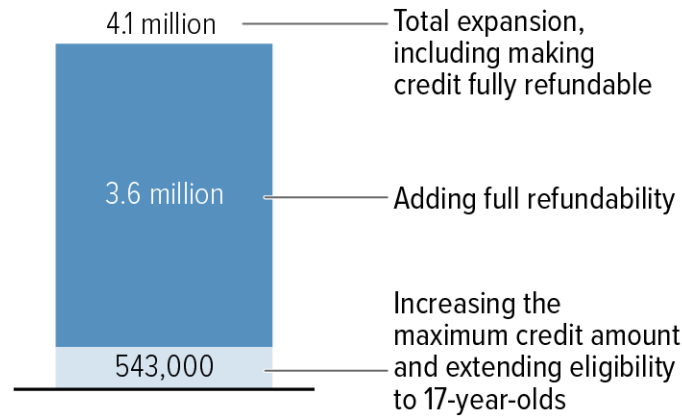 4.1 million
Total expansion,
including making
credit fully refundable
3.6 million
Adding full refundability
543,000
Increasing the
maximum credit amount
and extending eligibility
to 17-year-olds